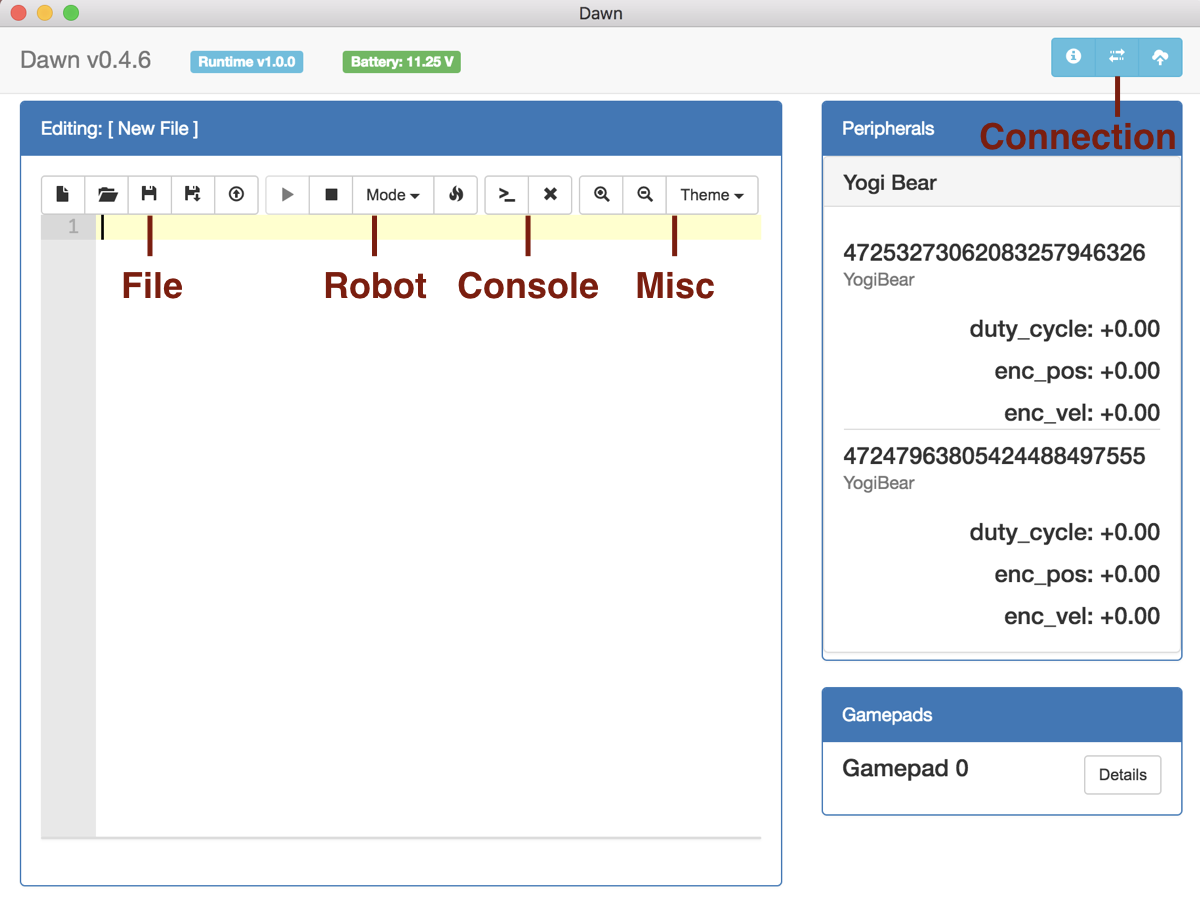 Dawn
Dawn v0.4.6
Runtime v1.0.0
Battery: 11.25 V
Connection
Editing: [ New File ]
Mode
Theme
1
File
Robot
Console
Misc
Peripherals
Yogi Bear
47253273062083257946326
YogiBear
duty_cycle: +0.00
enc_pos: +0.00
enc_vel: +0.00
47247963805424488497555
YogiBear
duty_cycle: +0.00
enc_pos: +0.00
enc_vel: +0.00
Gamepads
Gamepad 0
Details